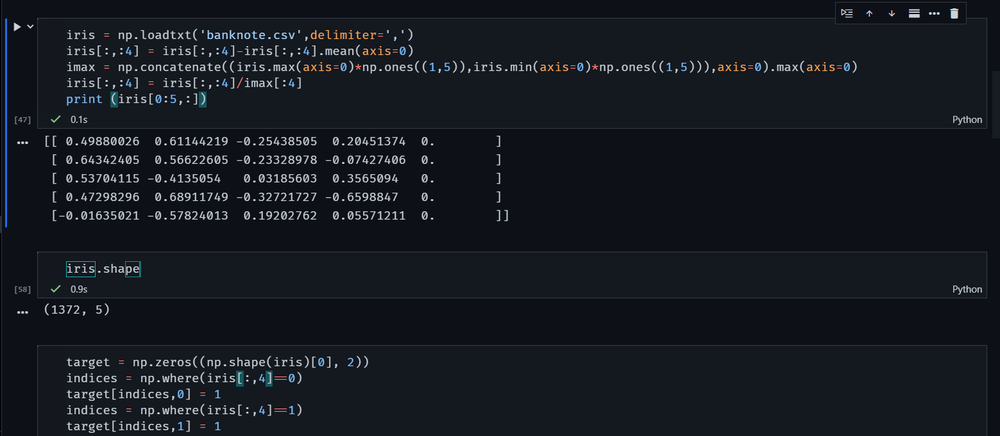 iris = np.loadtxt('banknote.csv',delimiter=',')
iris[:,:4] = iris[:,:4]-iris[:,:4].mean(axis=0)
imax = np.concatenate((iris.max(axis=0)*np.ones((1,5)),iris.min(axis=0)*np.ones((1,5))),axis=0).max(axis=0)
iris[:,:4] = iris[:,:4]/imax[:4]
print (iris[0:5,:])
[47] 0.1s Python
[[ 0.49880026  0.61144219 -0.25438505  0.20451374  0.        ]
 [ 0.64342405  0.56622605 -0.23328978 -0.07427406  0.        ]
 [ 0.53704115 -0.4135054   0.03185603  0.3565094   0.        ]
 [ 0.47298296  0.68911749 -0.32721727 -0.6598847   0.        ]
 [-0.01635021 -0.57824013  0.19202762  0.05571211  0.        ]]
iris.shape
[58] 0.9s Python
(1372, 5)
target = np.zeros((np.shape(iris)[0], 2))
indices = np.where(iris[:,4]==0)
target[indices,0] = 1
indices = np.where(iris[:,4]==1)
target[indices,1] = 1